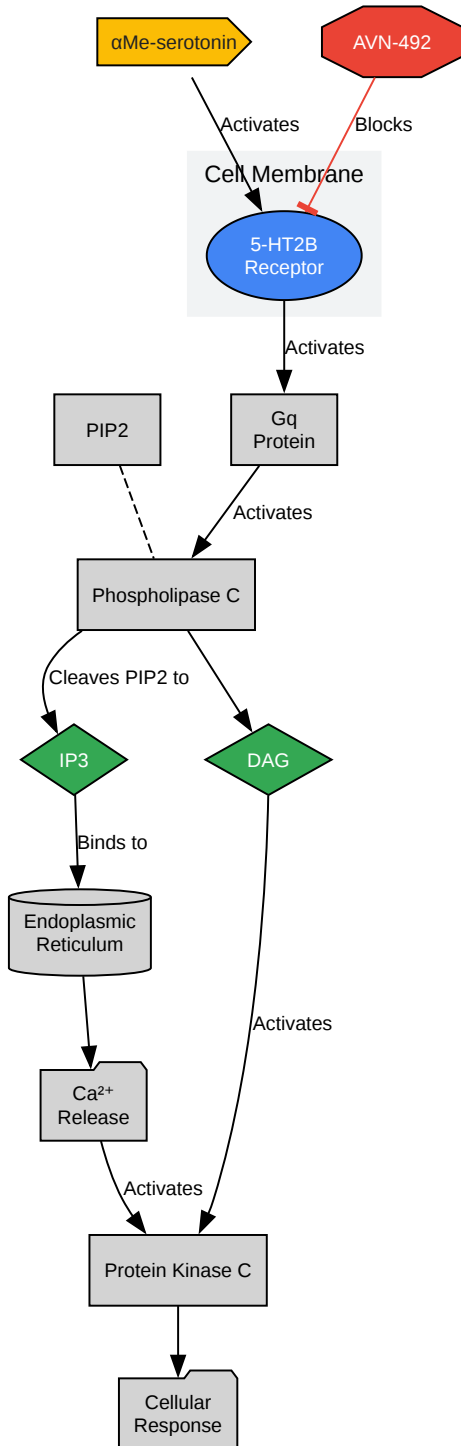 αMe-serotonin
AVN-492
Activates
Blocks
Cell Membrane
5-HT2B
Receptor
Activates
PIP2
Gq
Protein
Activates
Phospholipase C
Cleaves PIP2 to
IP3
DAG
Binds to
Endoplasmic
Reticulum
Activates
Ca²⁺
Release
Activates
Protein Kinase C
Cellular
Response